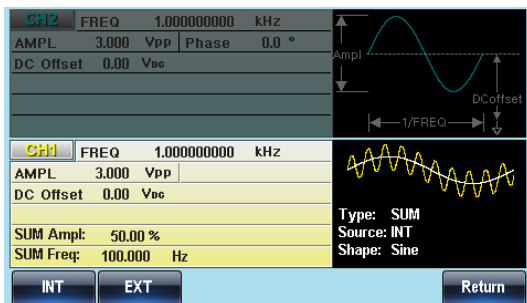 CH2 FREQ 1.000000000 kHz
AMPL 3.000 VPP Phase 0.0 °
DC Offset 0.00 VDC
Ampl
DCoffset
1/FREQ
CH1 FREQ 1.000000000 kHz
AMPL 3.000 VPP
DC Offset 0.00 VDC
SUM Ampl: 50.00 %
SUM Freq: 100.000 Hz
Type: SUM
Source: INT
Shape: Sine
INT EXT Return